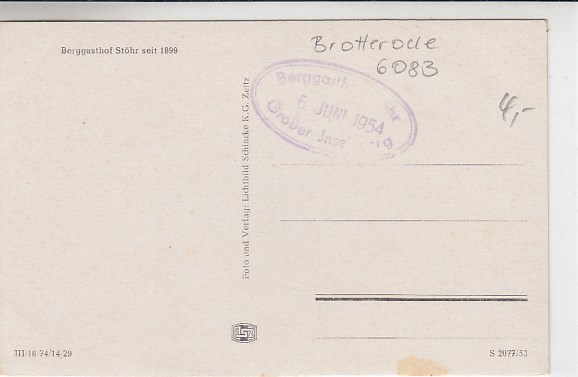 Berggasthof Stöhr seit 1899
Brotterode
6083
4,-
Berggasth
6. JUNI 1954
Großer Inse
Foto und Verlag: Lichtbild Schincke K.G. Zeitz
III/18/74/14/29
S 2077/53